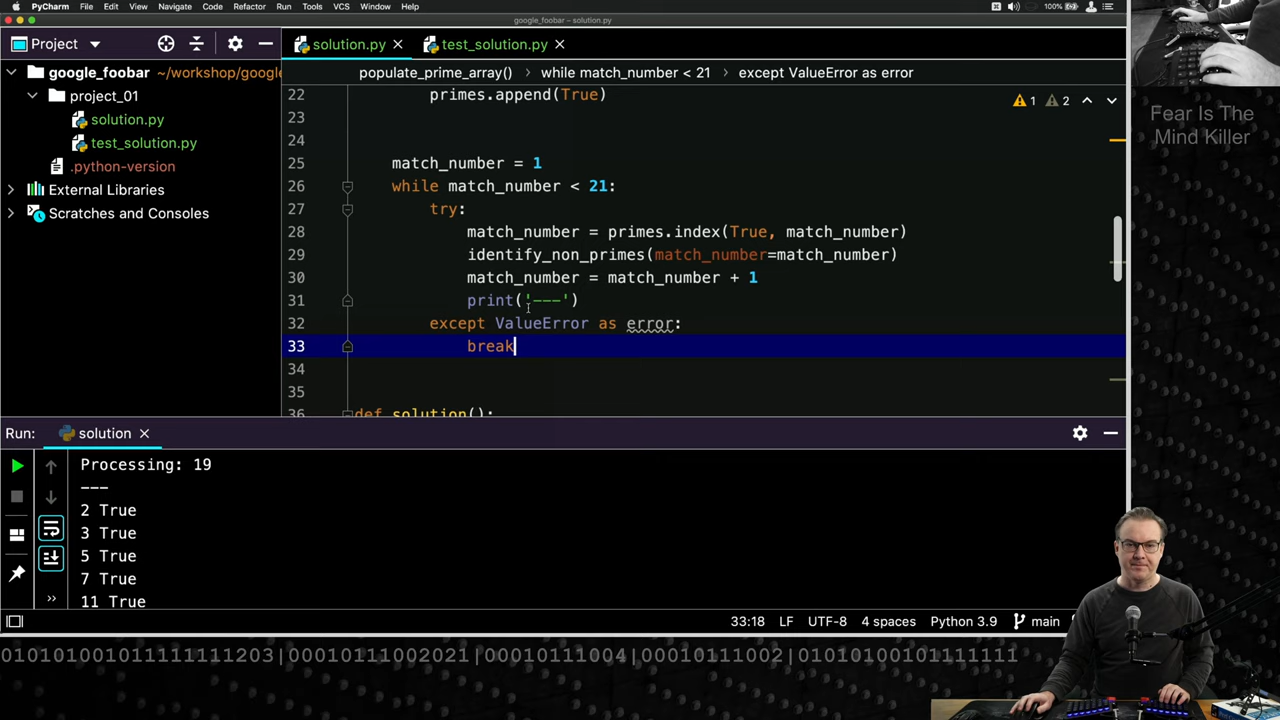 PyCharm File Edit View Navigate Code Refactor Run Tools VCS Window Help 100%
google_foobar – solution.py
Project
solution.py
test_solution.py
populate_prime_array() while match_number < 21 except ValueError as error
google_foobar ~/workshop/google
project_01
solution.py
test_solution.py
.python-version
External Libraries
Scratches and Consoles
1 2
22 primes.append(True)
23
24
25 match_number = 1
26 while match_number < 21:
27 try:
28 match_number = primes.index(True, match_number)
29 identify_non_primes(match_number=match_number)
30 match_number = match_number + 1
31 print('---')
32 except ValueError as error:
33 break
34
35
36 def solution():
Fear Is The
Mind Killer
Run: solution
Processing: 19
---
2 True
3 True
5 True
7 True
11 True
33:18 LF UTF-8 4 spaces Python 3.9 main